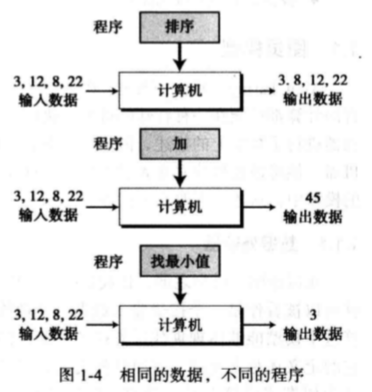 程序 排序
3, 12, 8, 22 计算机 3. 8, 12, 22
输入数据 输出数据
程序 加
3, 12, 8, 22 计算机 45
输入数据 输出数据
程序 找最小值
3, 12, 8, 22 计算机 3
输入数据 输出数据
图 1-4 相同的数据，不同的程序